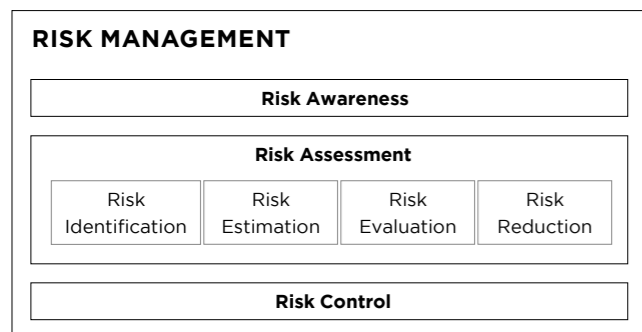 RISK MANAGEMENT
Risk Awareness
Risk Assessment
Risk
Identification
Risk
Estimation
Risk
Evaluation
Risk
Reduction
Risk Control